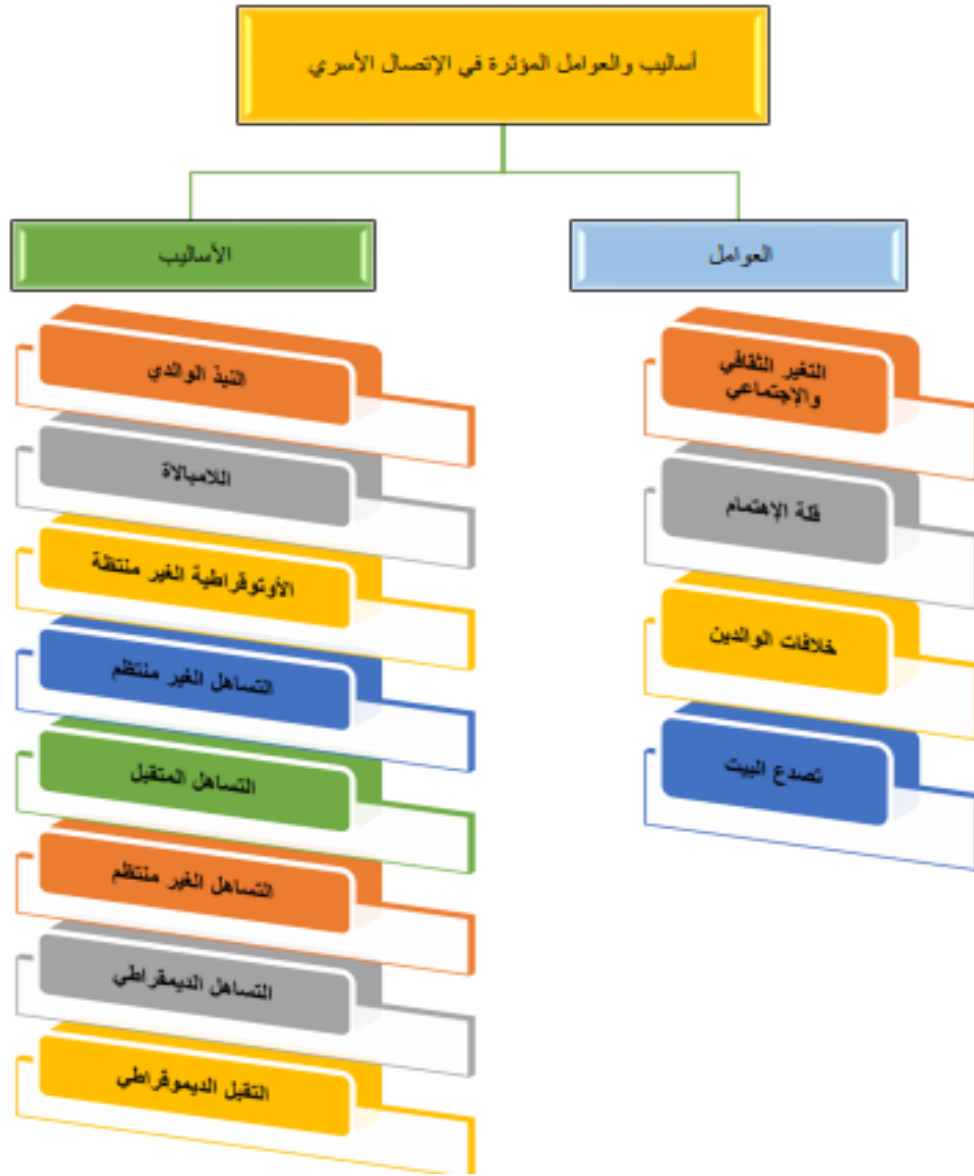 أساليب والعوامل المؤثرة في الإتصال الأسري
العوامل
التغير الثقافي
والإجتماعي
قلة الإهتمام
خلافات الوالدين
تصدع البيت
الأساليب
النبذ الوالدي
اللامبالاة
الأوتوقراطية الغير منتظة
التساهل الغير منتظم
التساهل المتقبل
التساهل الغير منتظم
التساهل الديمقراطي
التقبل الديموقراطي